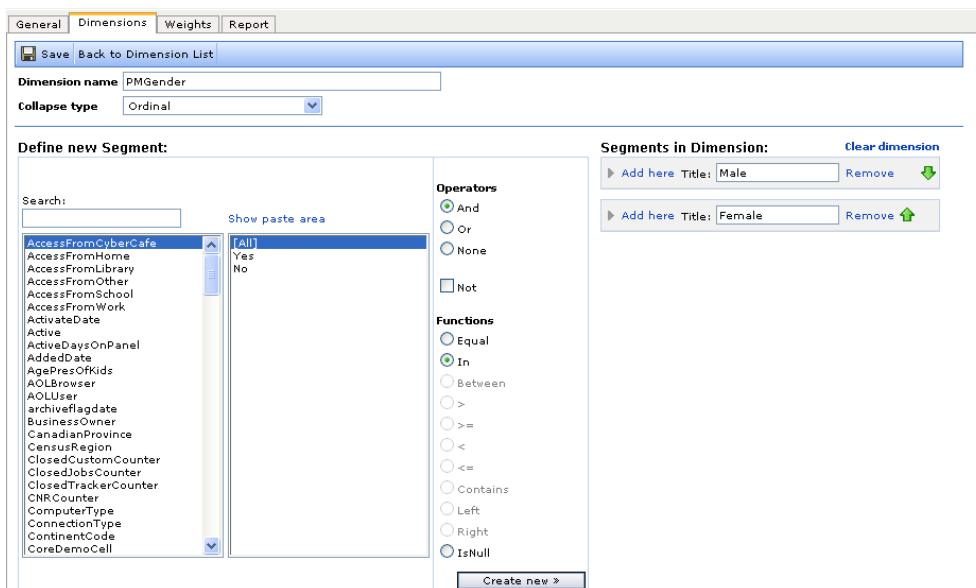 General Dimensions Weights Report
Save Back to Dimension List
Dimension name PMGender
Collapse type Ordinal
Define new Segment:
Search:
Show paste area
AccessFromCyberCafe
AccessFromHome
AccessFromLibrary
AccessFromOther
AccessFromSchool
AccessFromWork
ActivateDate
Active
ActiveDaysOnPanel
AddedDate
AgePresOfKids
AOLBrowser
AOLUser
archiveflagdate
BusinessOwner
CanadianProvince
CensusRegion
ClosedCustomCounter
ClosedJobsCounter
ClosedTrackerCounter
CNRCounter
ComputerType
ConnectionType
ContinentCode
CoreDemoCell
[All]
Yes
No
Operators
And
Or
None
Not
Functions
Equal
In
Between
>
>=
<
<=
Contains
Left
Right
IsNull
Create new »
Segments in Dimension: Clear dimension
Add here Title: Male Remove
Add here Title: Female Remove